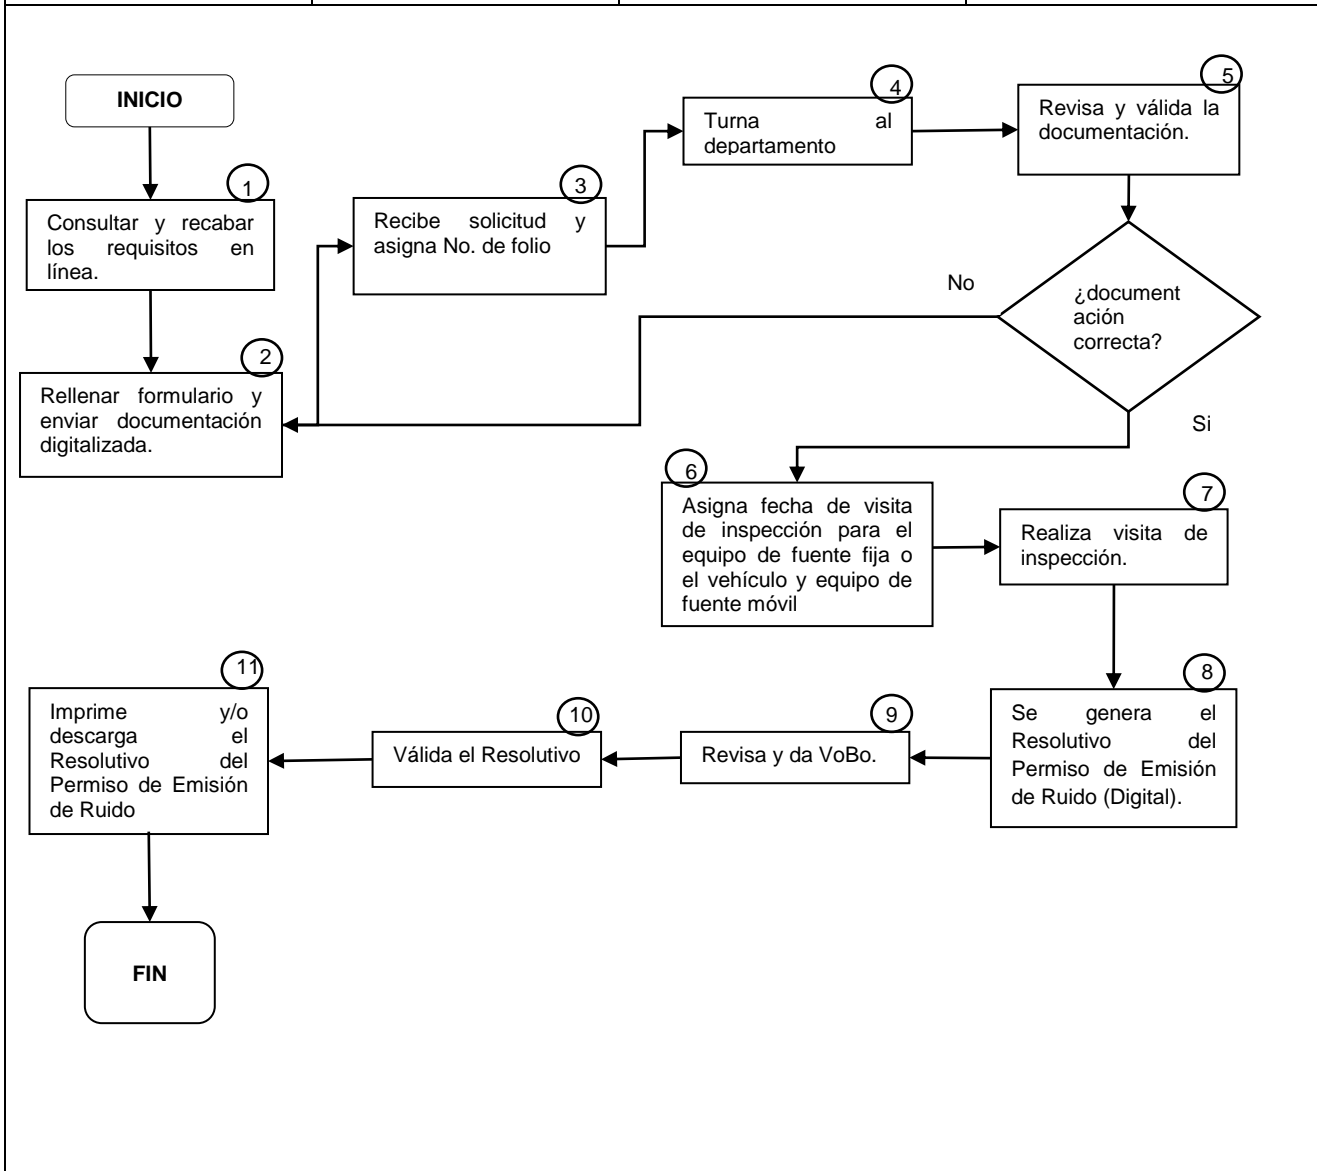 INICIO
1
Consultar y recabar
los requisitos en
línea.
2
Rellenar formulario y
enviar documentación
digitalizada.
3
Recibe solicitud y
asigna No. de folio
4
Turna al
departamento
5
Revisa y válida la
documentación.
¿document
ación
correcta?
No
Si
6
Asigna fecha de visita
de inspección para el
equipo de fuente fija o
el vehículo y equipo de
fuente móvil
7
Realiza visita de
inspección.
8
Se genera el
Resolutivo del
Permiso de Emisión
de Ruido (Digital).
9
Revisa y da VoBo.
10
Válida el Resolutivo
11
Imprime y/o
descarga el
Resolutivo del
Permiso de Emisión
de Ruido
FIN